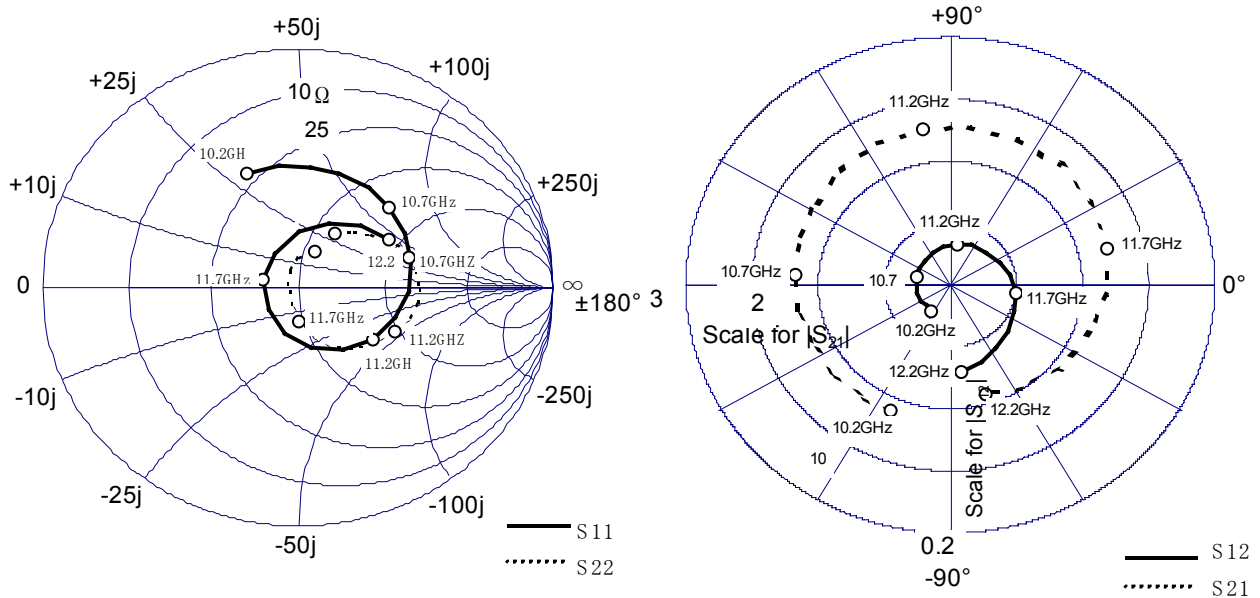 +50j
+25j
+100j
10Ω
25
10.2GH
+10j
+250j
10.7GHz
12.2
10.7GHZ
11.7GHz
0
∞
11.7GHz
11.2GHZ
11.2GH
-10j
-250j
-25j
-100j
-50j
S11
S22
+90°
11.2GHz
11.2GHz
11.7GHz
10.7GHz
10.7
±180°
3
2
0°
11.7GHz
Scale for |S21|
10.2GHz
12.2GHz
12.2GHz
10.2GHz
Scale for |S12|
10
0.2
-90°
S12
S21